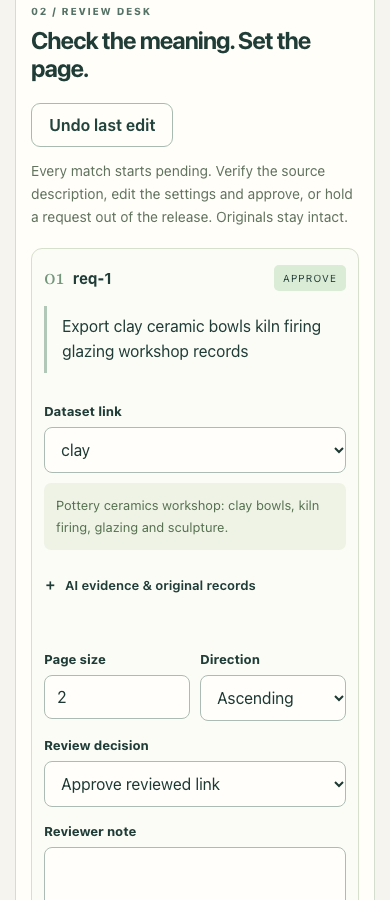 02 / REVIEW DESK
Check the meaning. Set the
page.
Undo last edit
Every match starts pending. Verify the source
description, edit the settings and approve, or hold
a request out of the release. Originals stay intact.
01 req-1
APPROVE
Export clay ceramic bowls kiln firing
glazing workshop records
Dataset link
clay
Pottery ceramics workshop: clay bowls, kiln
firing, glazing and sculpture.
+ AI evidence & original records
Page size
Direction
2
Ascending
Review decision
Approve reviewed link
Reviewer note